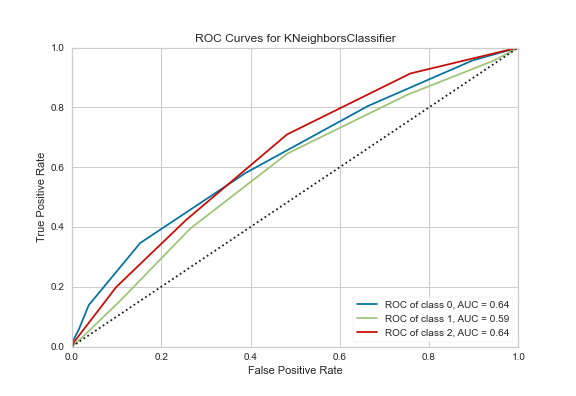 ROC Curves for KNeighborsClassifier
True Positive Rate
1.0
0.8
0.6
0.4
0.2
0.0
ROC of class 0, AUC = 0.64
ROC of class 1, AUC = 0.59
ROC of class 2, AUC = 0.64
0.0 0.2 0.4 0.6 0.8 1.0
False Positive Rate